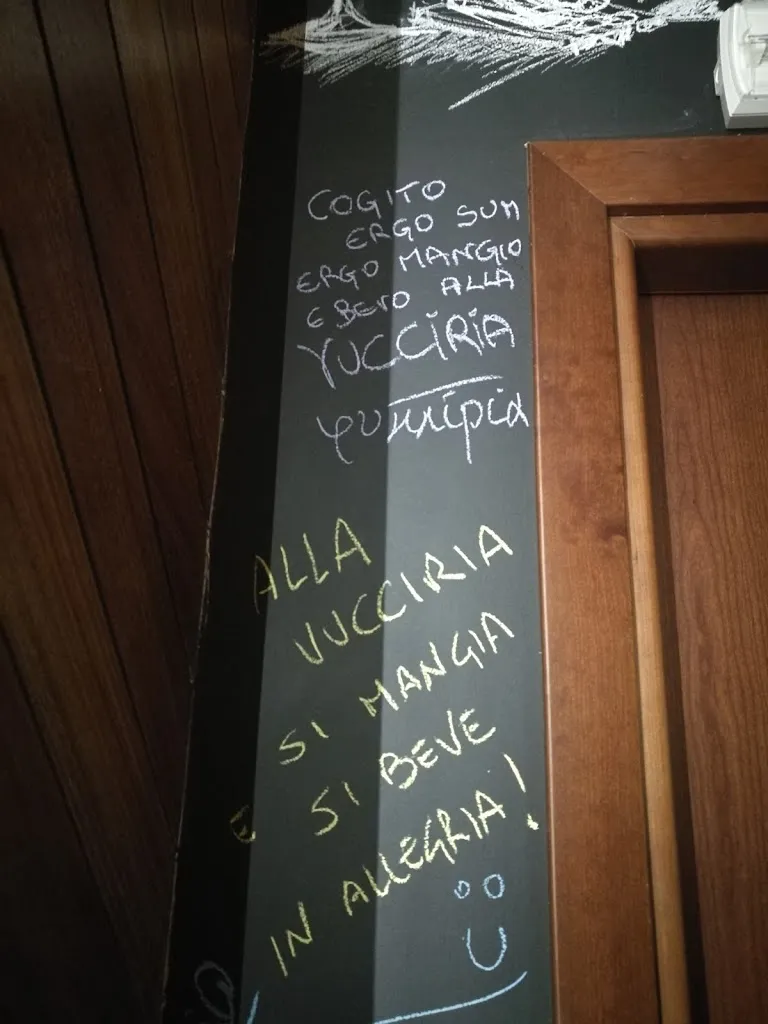 COGITO
ERGO SUM
ERGO MANGIO
E BEVO ALLA
VUCCIRIA
ALLA
VUCCIRIA
SI MANGIA
E SI BEVE
IN ALLEGRIA!